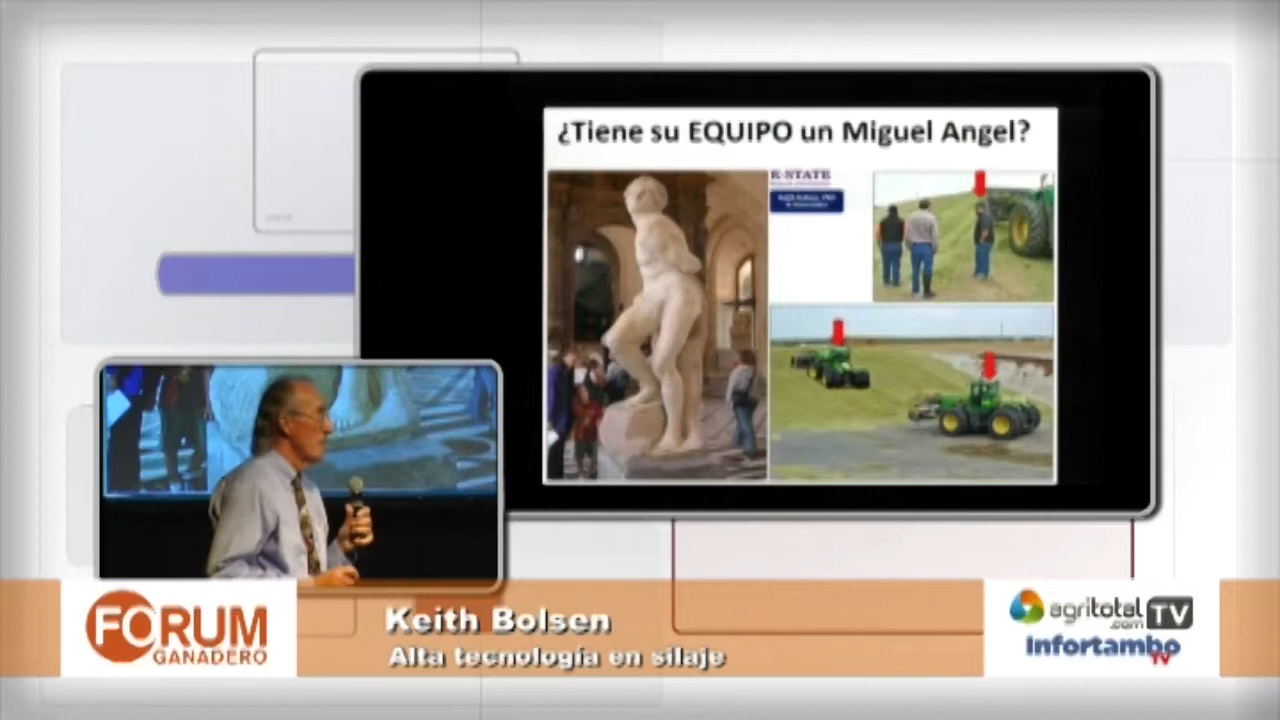 ¿Tiene su EQUIPO un Miguel Angel?
K-STATE
FORUM
GANADERO
Keith Bolsen
Alta tecnología en silaje
agritotal
.com
TV
Infortambo
TV